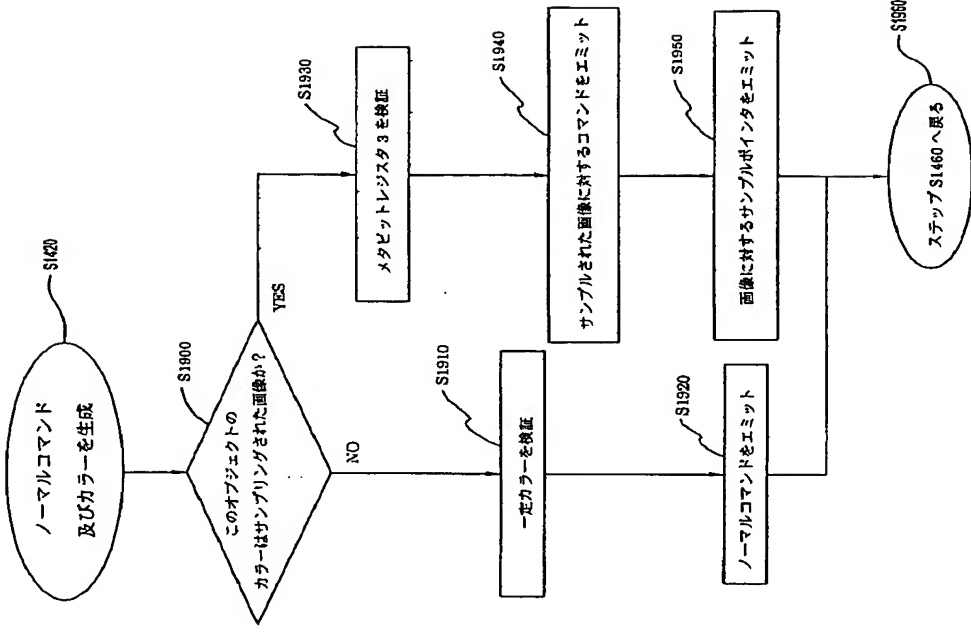 S1420
ノーマルコマンド
及びカラーを生成
S1900
このオブジェクトの
カラーはサンプリングされた画像か?
YES
NO
S1930
メタビットレジスタ3を検証
S1940
サンプルされた画像に対するコマンドをエミット
S1950
画像に対するサンプルポインタをエミット
S1910
一定カラーを検証
S1920
ノーマルコマンドをエミット
S1960
ステップS1460へ戻る